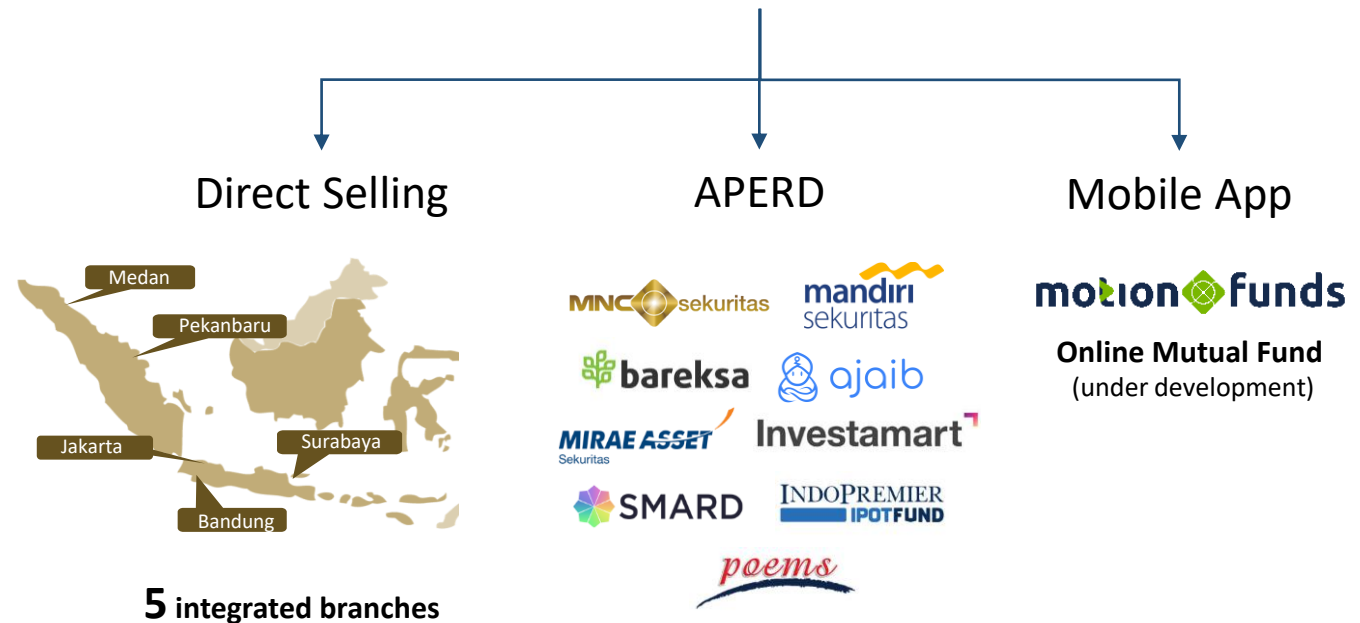 Direct Selling
Medan
Pekanbaru
Jakarta
Surabaya
Bandung
5 integrated branches
APERD
MNC sekuritas
mandiri
sekuritas
bareksa
ajaib
MIRAE ASSET
Sekuritas
Investamart
SMARD
INDOPREMIER
IPOTFUND
poems
Mobile App
motion funds
Online Mutual Fund
(under development)